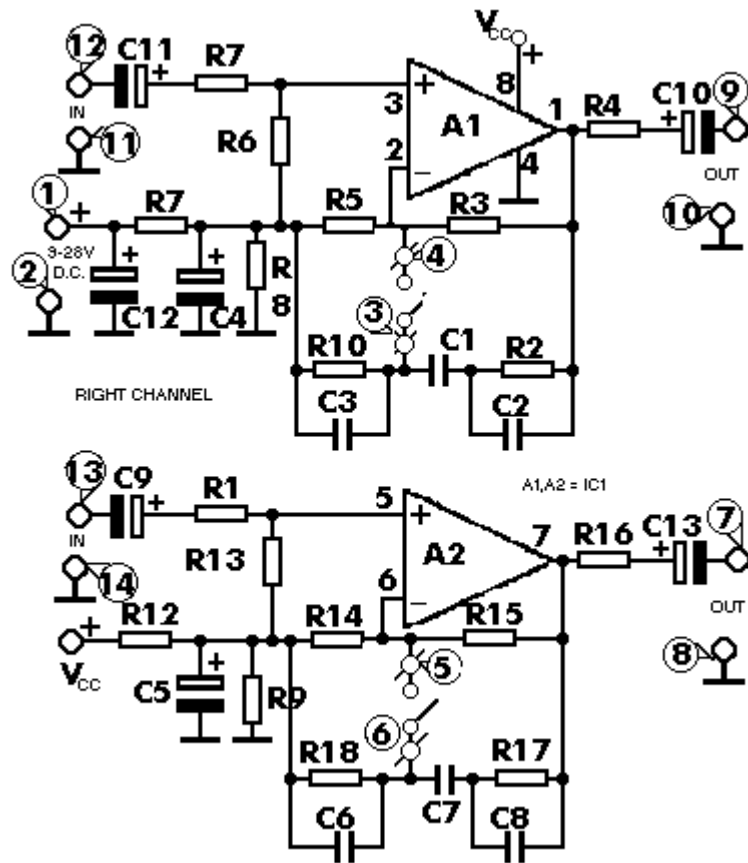 12 C11 R7 V CC + 9
+ 8 C10
IN 3 + A1 1 R4 +
11 R6 2 − 4 OUT
1 + R7 R5 R3 10
9-28V + + R 4
2 D.C. 8
C12 C4 3 C1
R10 R2
RIGHT CHANNEL C3 C2
13 C9 R1 5 A1,A2 = IC1 C13 7
+ + 7 R16 +
IN R13 A2
14 6 − OUT
R12 R14 R15
+ 8
V CC + 5
C5 R9
6
R18 R17
C7
C6 C8